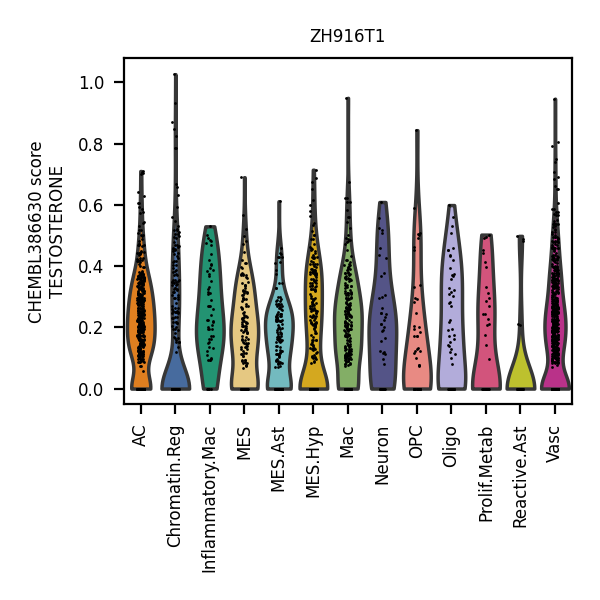 ZH916T1
CHEMBL386630 score
TESTOSTERONE
1.0
0.8
0.6
0.4
0.2
0.0
AC
Chromatin.Reg
Inflammatory.Mac
MES
MES.Ast
MES.Hyp
Mac
Neuron
OPC
Oligo
Prolif.Metab
Reactive.Ast
Vasc